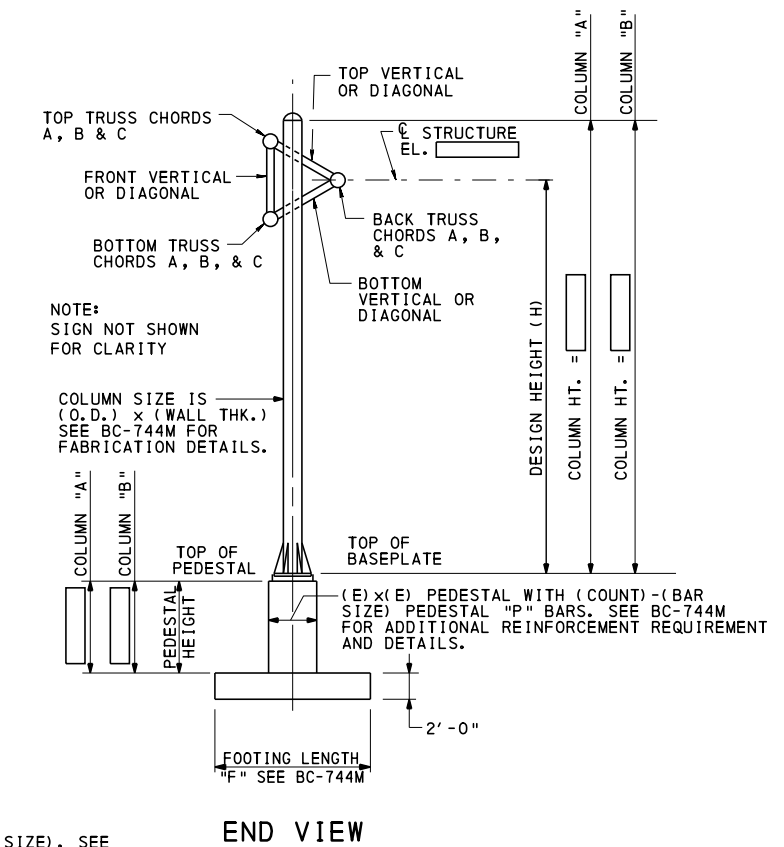 COLUMN "A"
COLUMN "B"
TOP VERTICAL
OR DIAGONAL
TOP TRUSS CHORDS
A, B & C
℄ STRUCTURE
EL.
FRONT VERTICAL
OR DIAGONAL
BACK TRUSS
CHORDS A, B,
& C
BOTTOM TRUSS
CHORDS A, B, & C
BOTTOM
VERTICAL OR
DIAGONAL
NOTE:
SIGN NOT SHOWN
FOR CLARITY
DESIGN HEIGHT (H)
COLUMN HT. =
COLUMN HT. =
COLUMN SIZE IS
(O.D.) x (WALL THK.)
SEE BC-744M FOR
FABRICATION DETAILS.
COLUMN "A"
COLUMN "B"
TOP OF
PEDESTAL
TOP OF
BASEPLATE
PEDESTAL
HEIGHT
(E)x(E) PEDESTAL WITH (COUNT)-(BAR
SIZE) PEDESTAL "P" BARS. SEE BC-744M
FOR ADDITIONAL REINFORCEMENT REQUIREMENT
AND DETAILS.
2'-0"
FOOTING LENGTH
"F" SEE BC-744M
SIZE). SEE
END VIEW